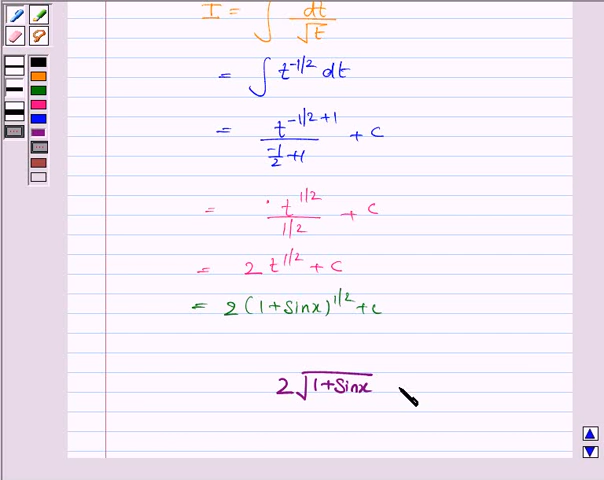 I = ∫ dt/√t
= ∫ t^{-1/2} dt
= t^{-1/2+1}/(-1/2+1) + c
= t^{1/2}/(1/2) + c
= 2 t^{1/2} + c
= 2(1+sinx)^{1/2} + c
2√(1+sinx)